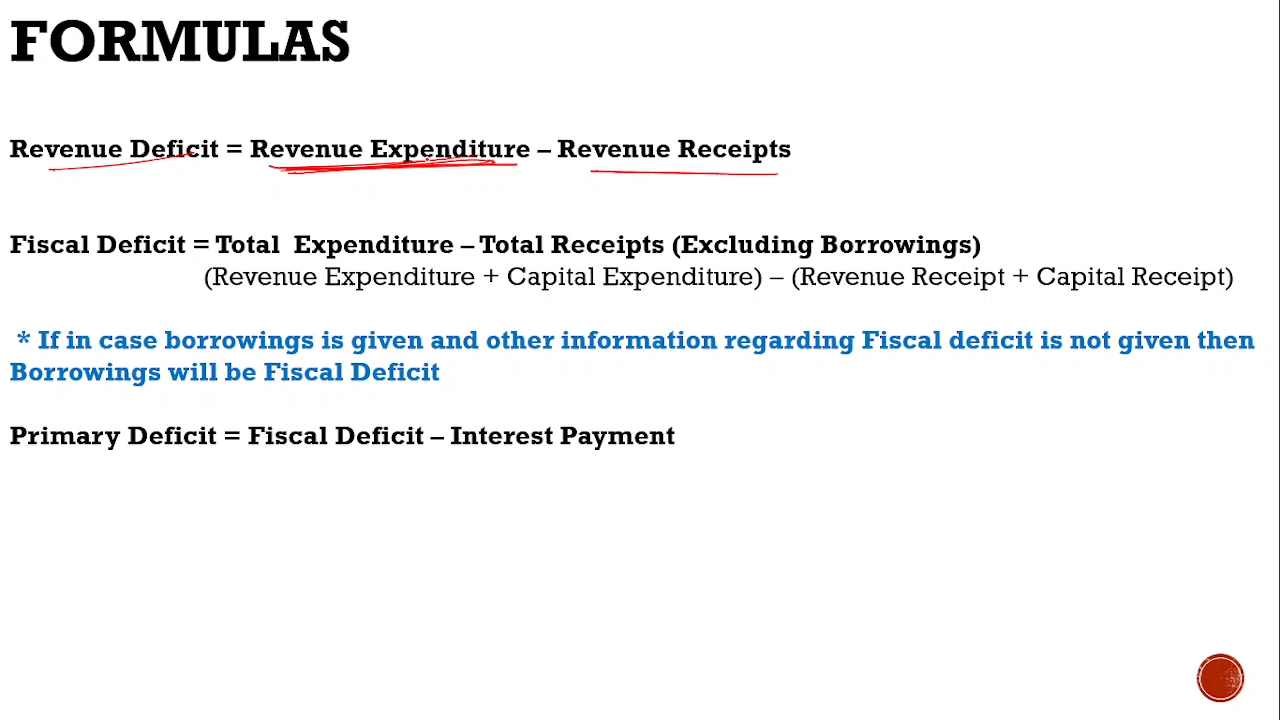 FORMULAS
Revenue Deficit = Revenue Expenditure – Revenue Receipts
Fiscal Deficit = Total Expenditure – Total Receipts (Excluding Borrowings)
(Revenue Expenditure + Capital Expenditure) – (Revenue Receipt + Capital Receipt)
* If in case borrowings is given and other information regarding Fiscal deficit is not given then
Borrowings will be Fiscal Deficit
Primary Deficit = Fiscal Deficit – Interest Payment